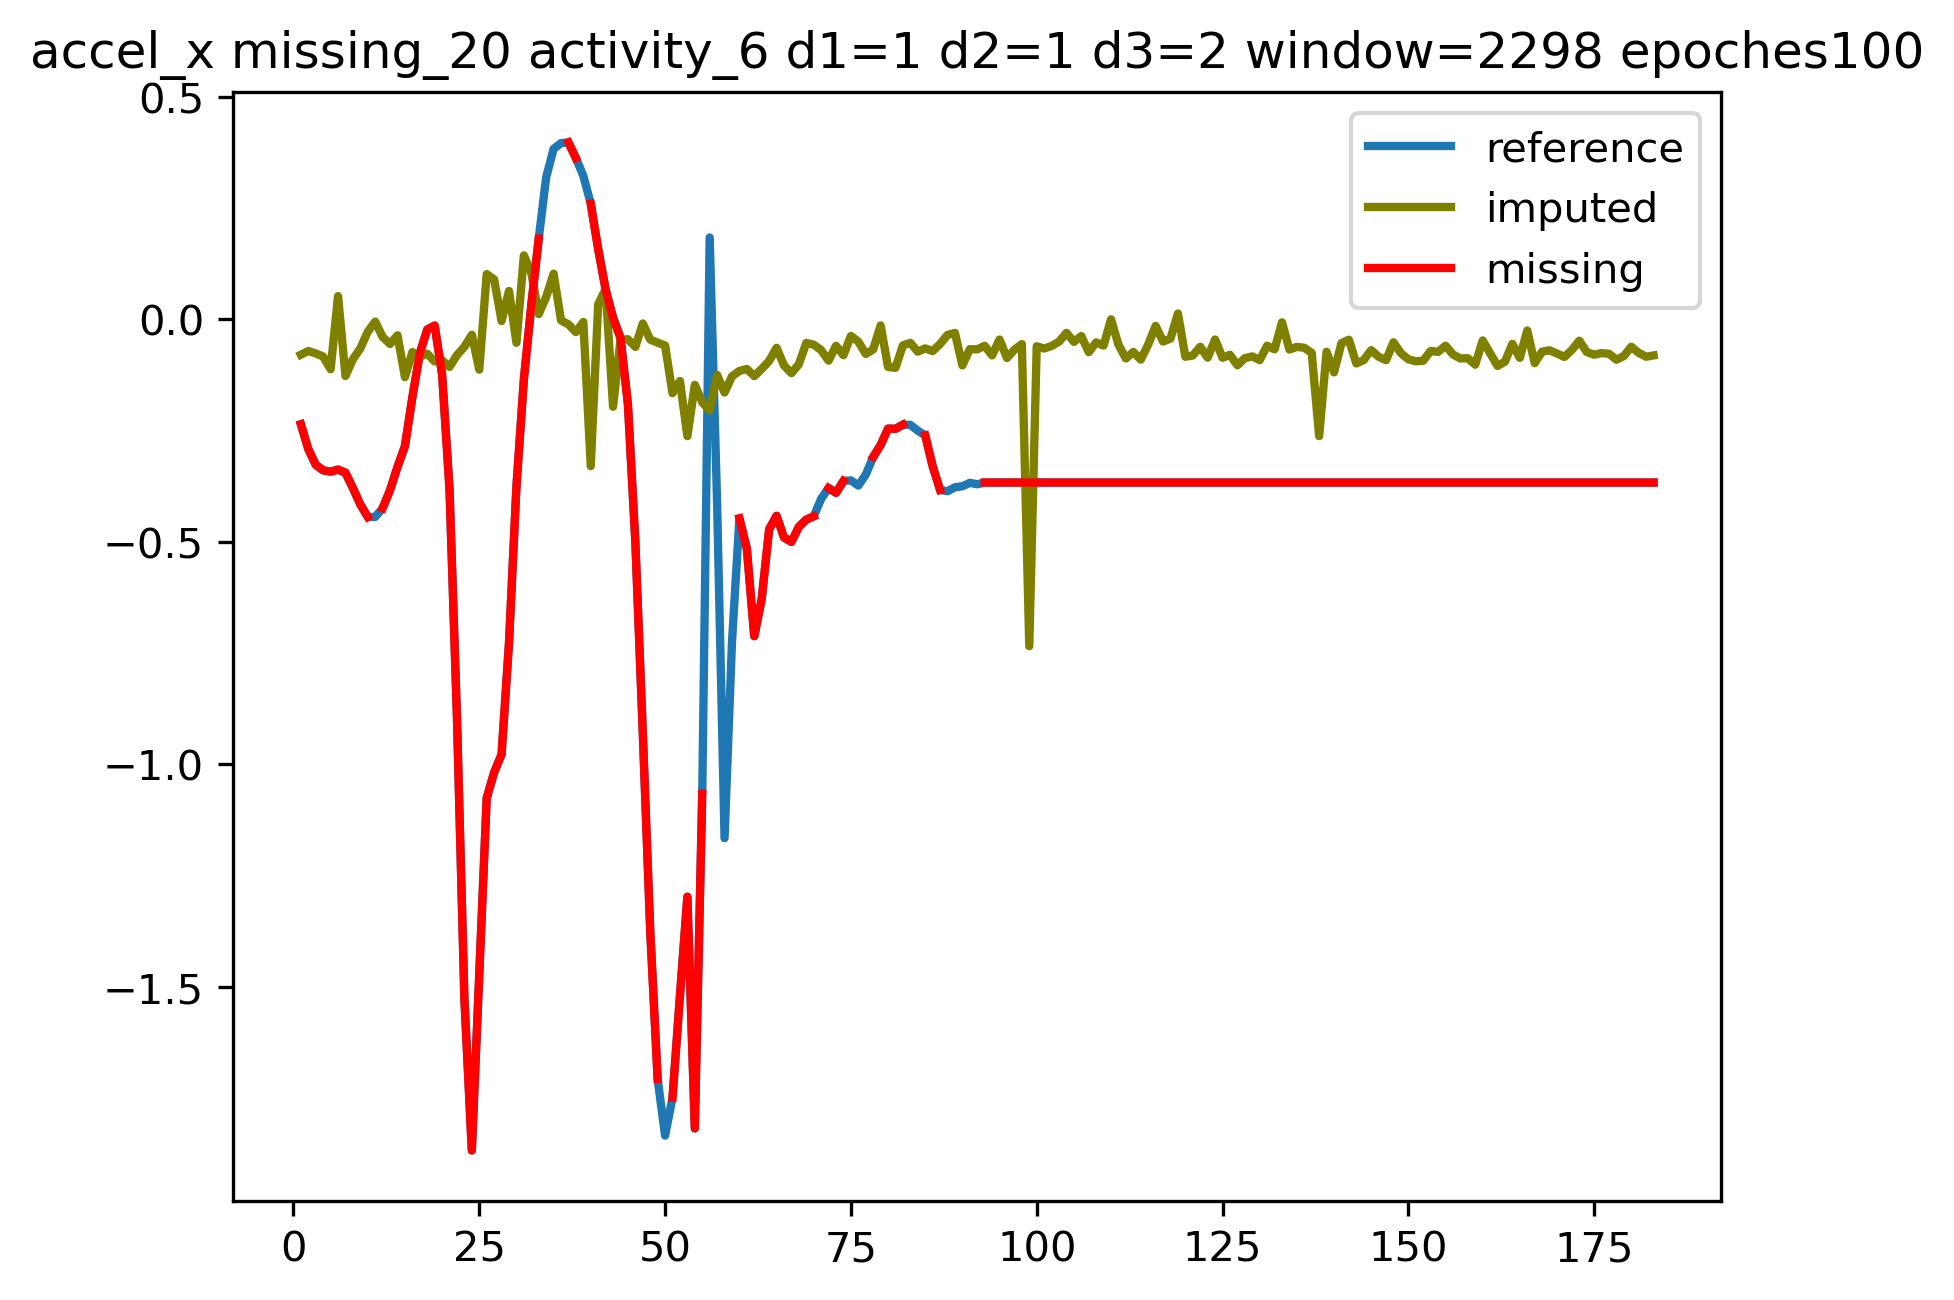 accel_x missing_20 activity_6 d1=1 d2=1 d3=2 window=2298 epoches100
reference
imputed
missing
0.5
0.0
−0.5
−1.0
−1.5
0 25 50 75 100 125 150 175